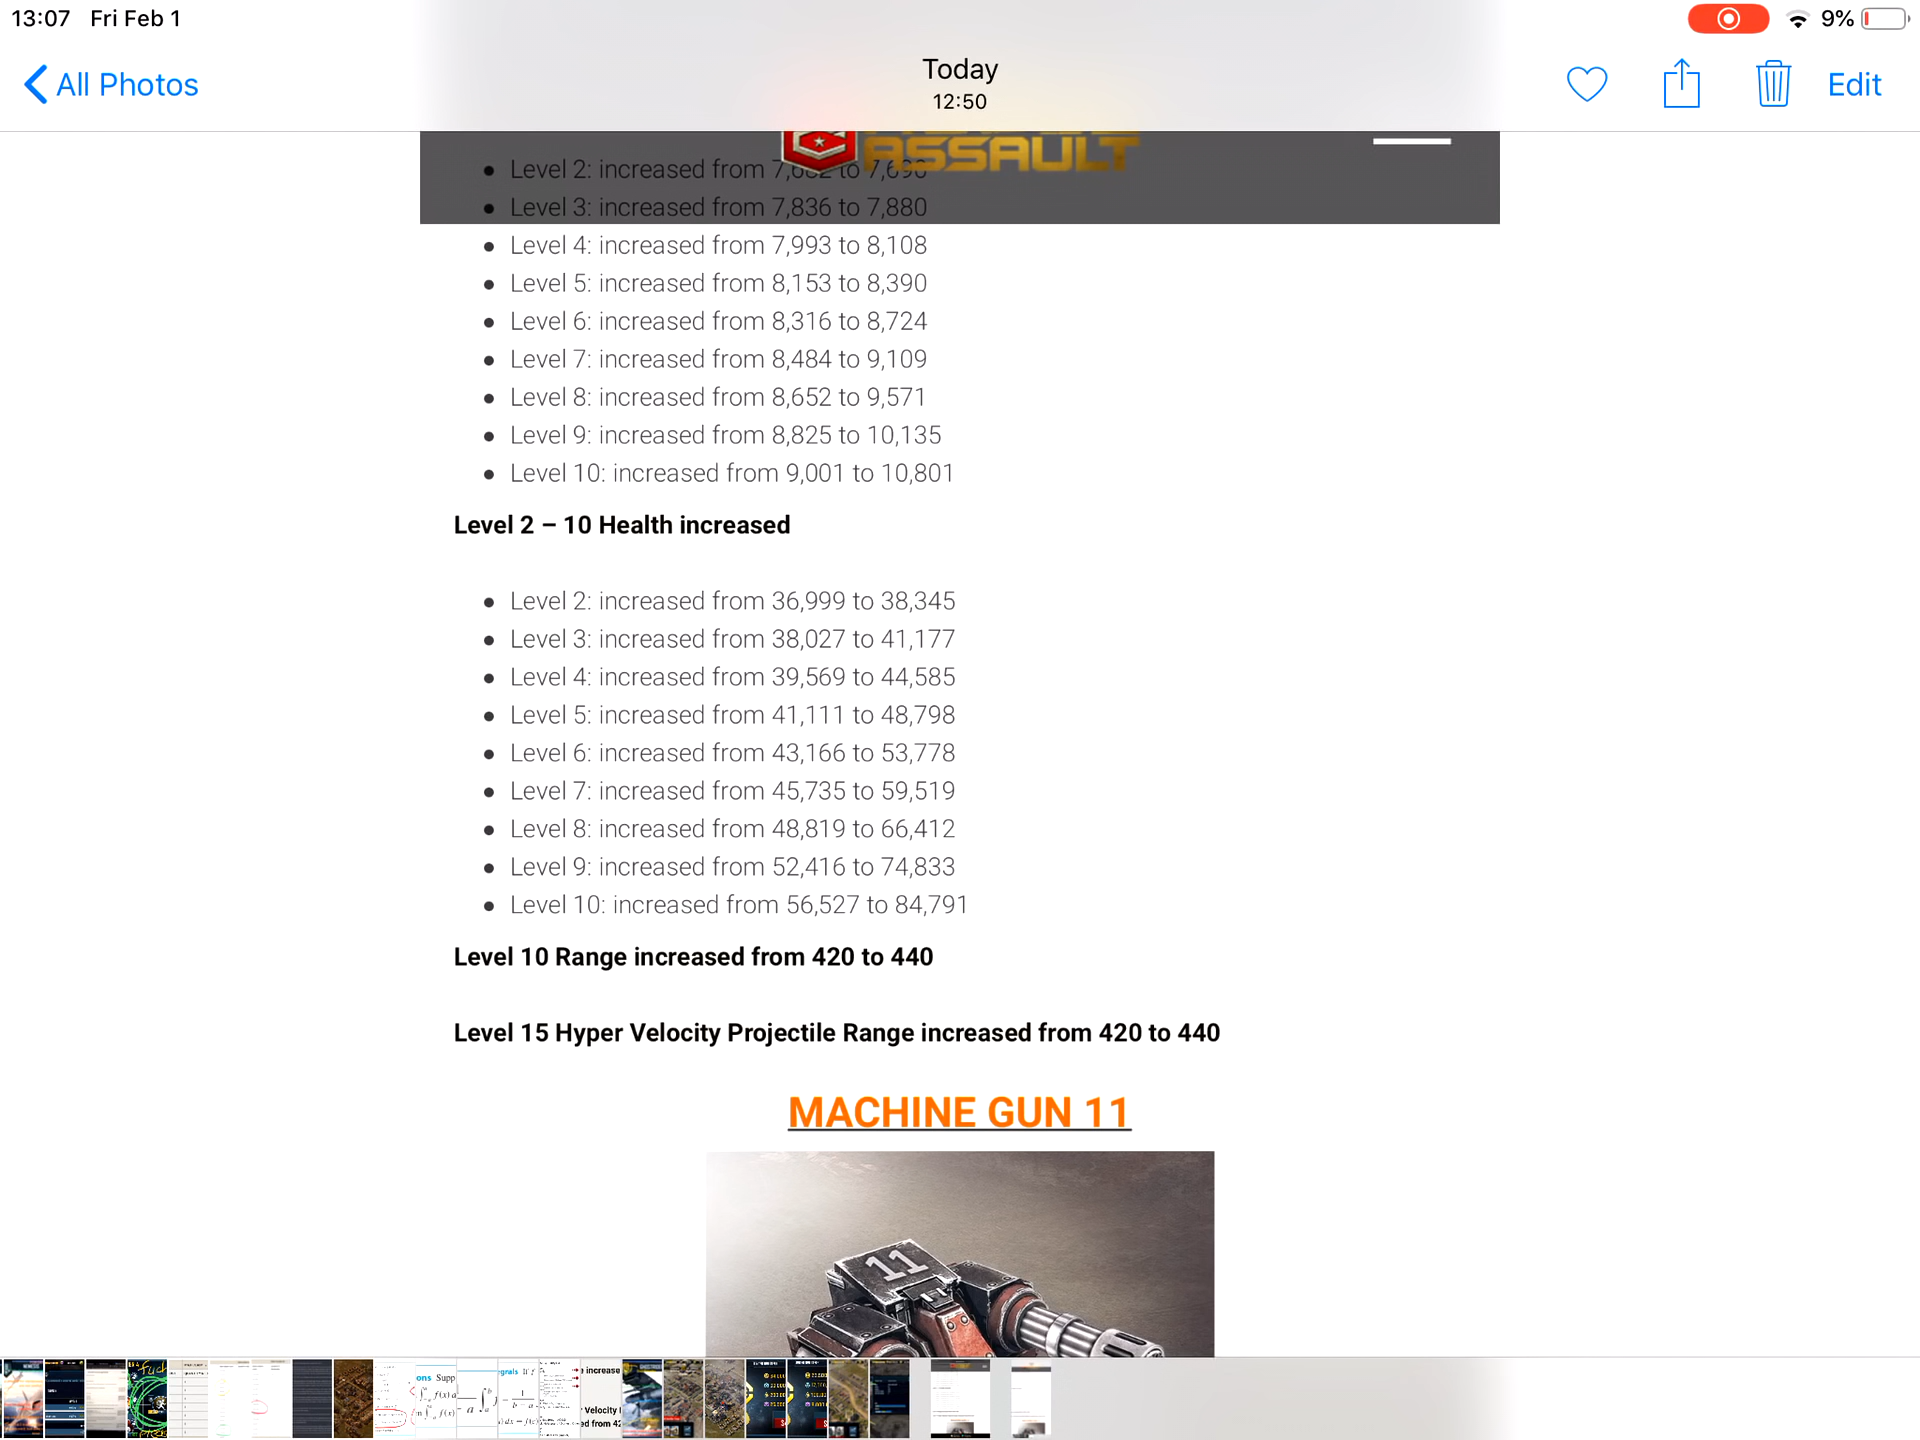 13:07 Fri Feb 1
9%
All Photos
Today
12:50
Edit
ASSAULT
Level 2: increased from 7,682 to 7,690
Level 3: increased from 7,836 to 7,880
Level 4: increased from 7,993 to 8,108
Level 5: increased from 8,153 to 8,390
Level 6: increased from 8,316 to 8,724
Level 7: increased from 8,484 to 9,109
Level 8: increased from 8,652 to 9,571
Level 9: increased from 8,825 to 10,135
Level 10: increased from 9,001 to 10,801
Level 2 – 10 Health increased
Level 2: increased from 36,999 to 38,345
Level 3: increased from 38,027 to 41,177
Level 4: increased from 39,569 to 44,585
Level 5: increased from 41,111 to 48,798
Level 6: increased from 43,166 to 53,778
Level 7: increased from 45,735 to 59,519
Level 8: increased from 48,819 to 66,412
Level 9: increased from 52,416 to 74,833
Level 10: increased from 56,527 to 84,791
Level 10 Range increased from 420 to 440
Level 15 Hyper Velocity Projectile Range increased from 420 to 440
MACHINE GUN 11
11